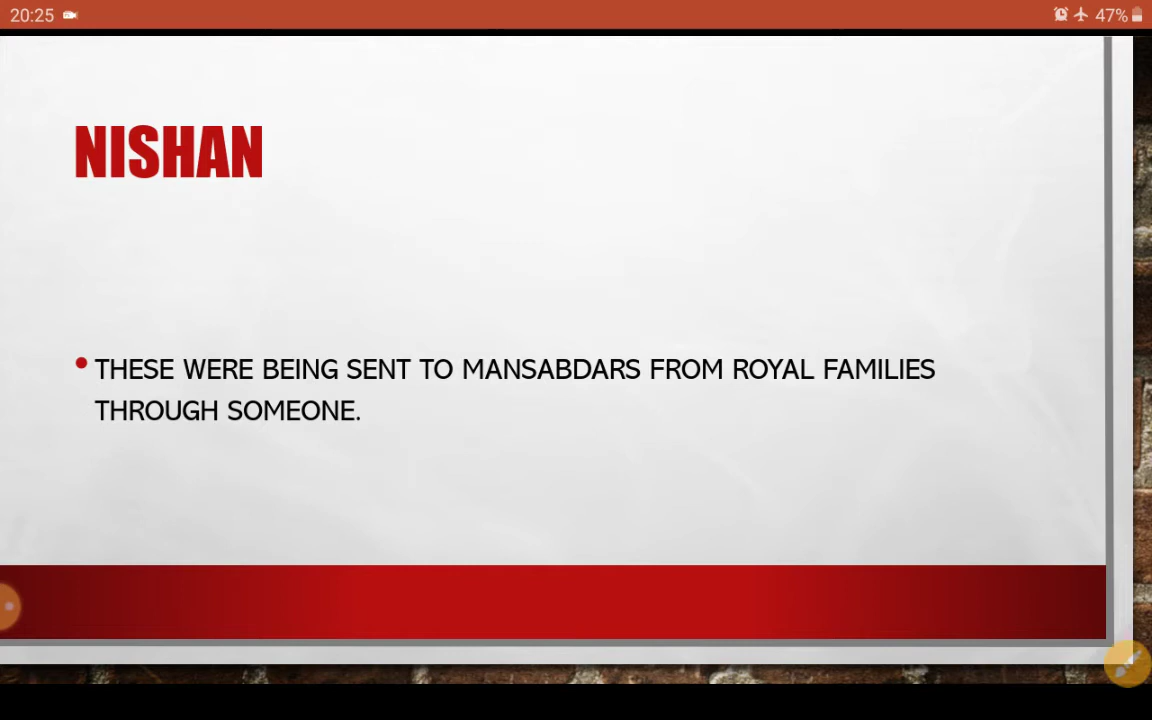 20:25
47%
NISHAN
• THESE WERE BEING SENT TO MANSABDARS FROM ROYAL FAMILIES
THROUGH SOMEONE.